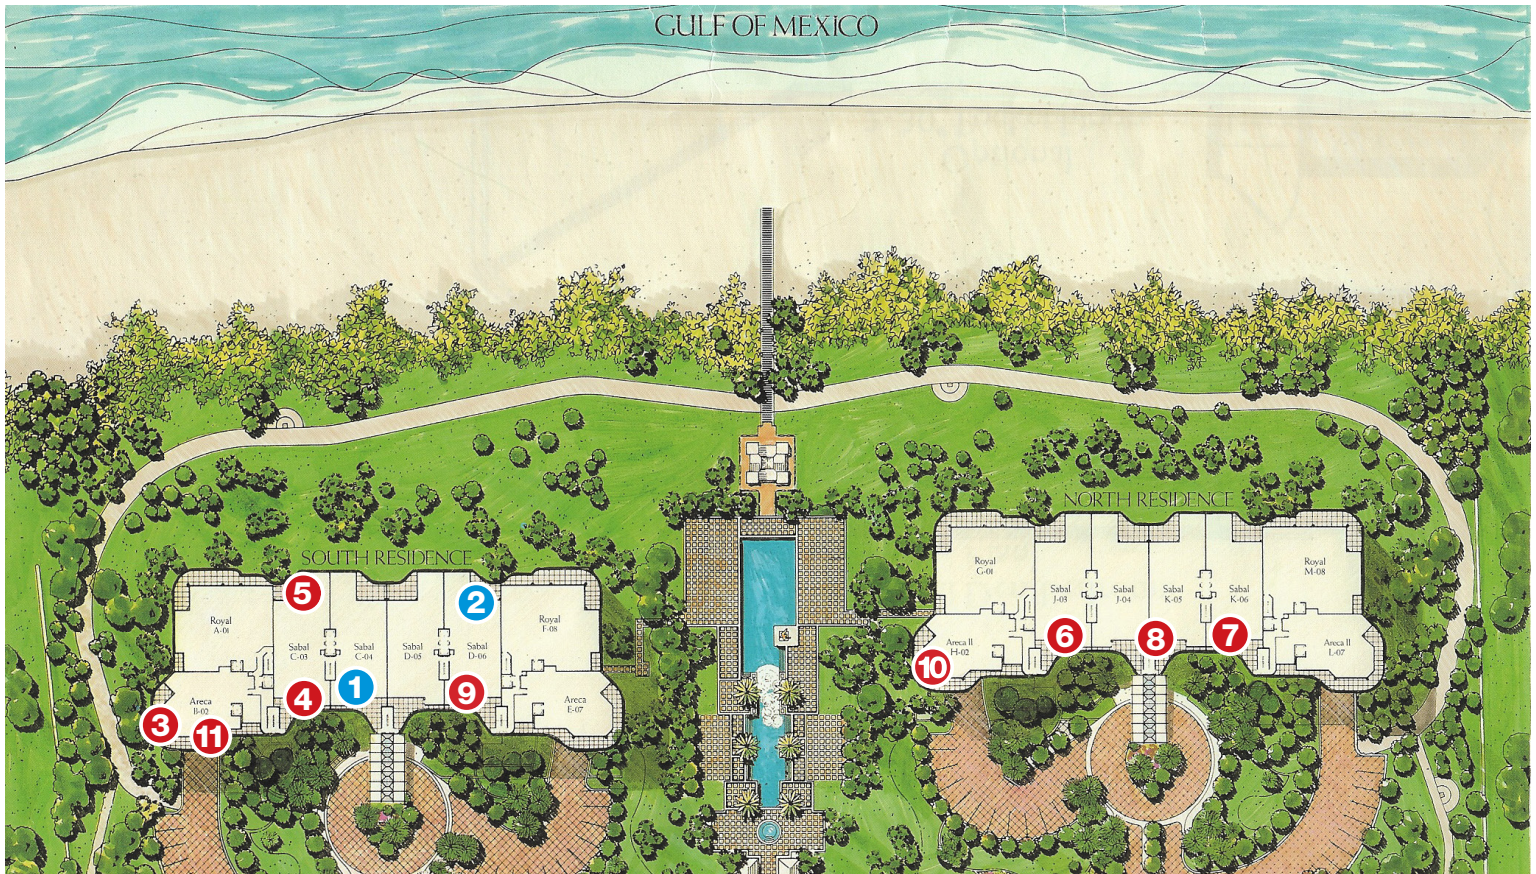 GULF OF MEXICO
NORTH RESIDENCE
SOUTH RESIDENCE
Royal
G-01
Sabal
J-03
Sabal
J-04
Sabal
K-05
Sabal
K-06
Royal
M-08
Areca II
H-02
Areca II
L-07
6
8
7
10
5
2
Royal
A-01
Sabal
C-03
Sabal
C-04
Sabal
D-05
Sabal
D-06
Royal
F-08
Areca
B-02
Areca
E-07
4
1
9
3
11